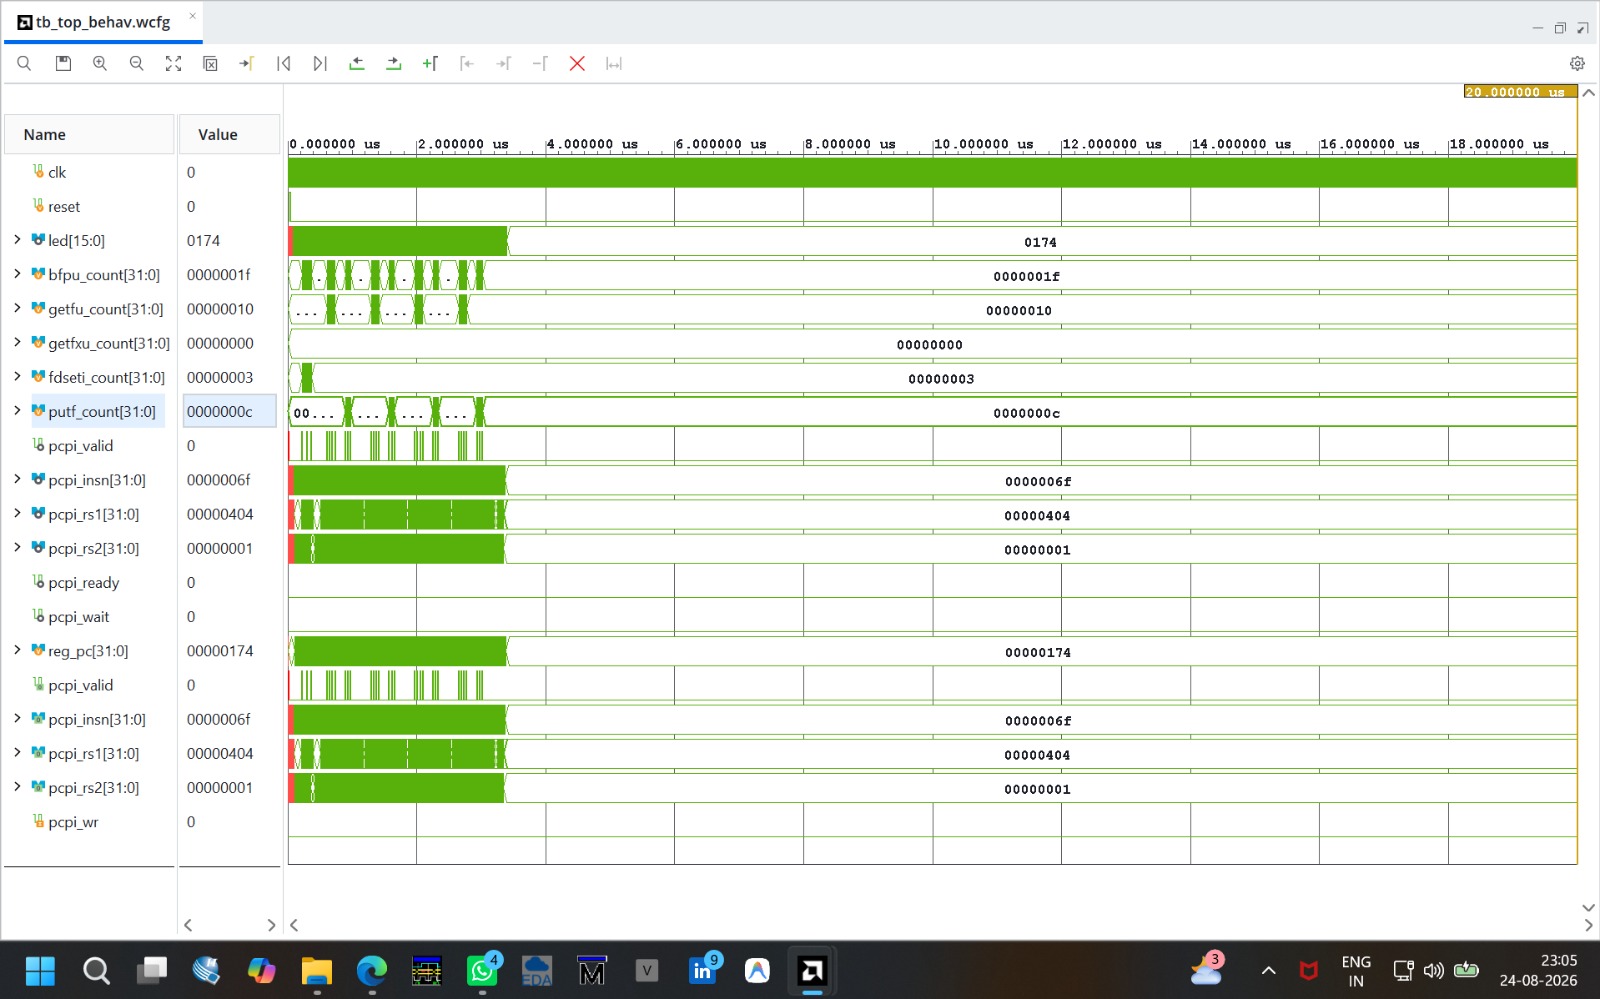 tb_top_behav.wcfg
20.000000 us
Name Value
0.000000 us 2.000000 us 4.000000 us 6.000000 us 8.000000 us 10.000000 us 12.000000 us 14.000000 us 16.000000 us 18.000000 us
clk 0
reset 0
led[15:0] 0174 0174
bfpu_count[31:0] 0000001f . . . . 0000001f
getfu_count[31:0] 00000010 ... ... ... ... 00000010
getfxu_count[31:0] 00000000 00000000
fdseti_count[31:0] 00000003 00000003
putf_count[31:0] 0000000c 00... ... ... ... 0000000c
pcpi_valid 0
pcpi_insn[31:0] 0000006f 0000006f
pcpi_rs1[31:0] 00000404 00000404
pcpi_rs2[31:0] 00000001 00000001
pcpi_ready 0
pcpi_wait 0
reg_pc[31:0] 00000174 00000174
pcpi_valid 0
pcpi_insn[31:0] 0000006f 0000006f
pcpi_rs1[31:0] 00000404 00000404
pcpi_rs2[31:0] 00000001 00000001
pcpi_wr 0
4
EDA
M
V
in
9
3
ENG
IN
23:05
24-08-2026